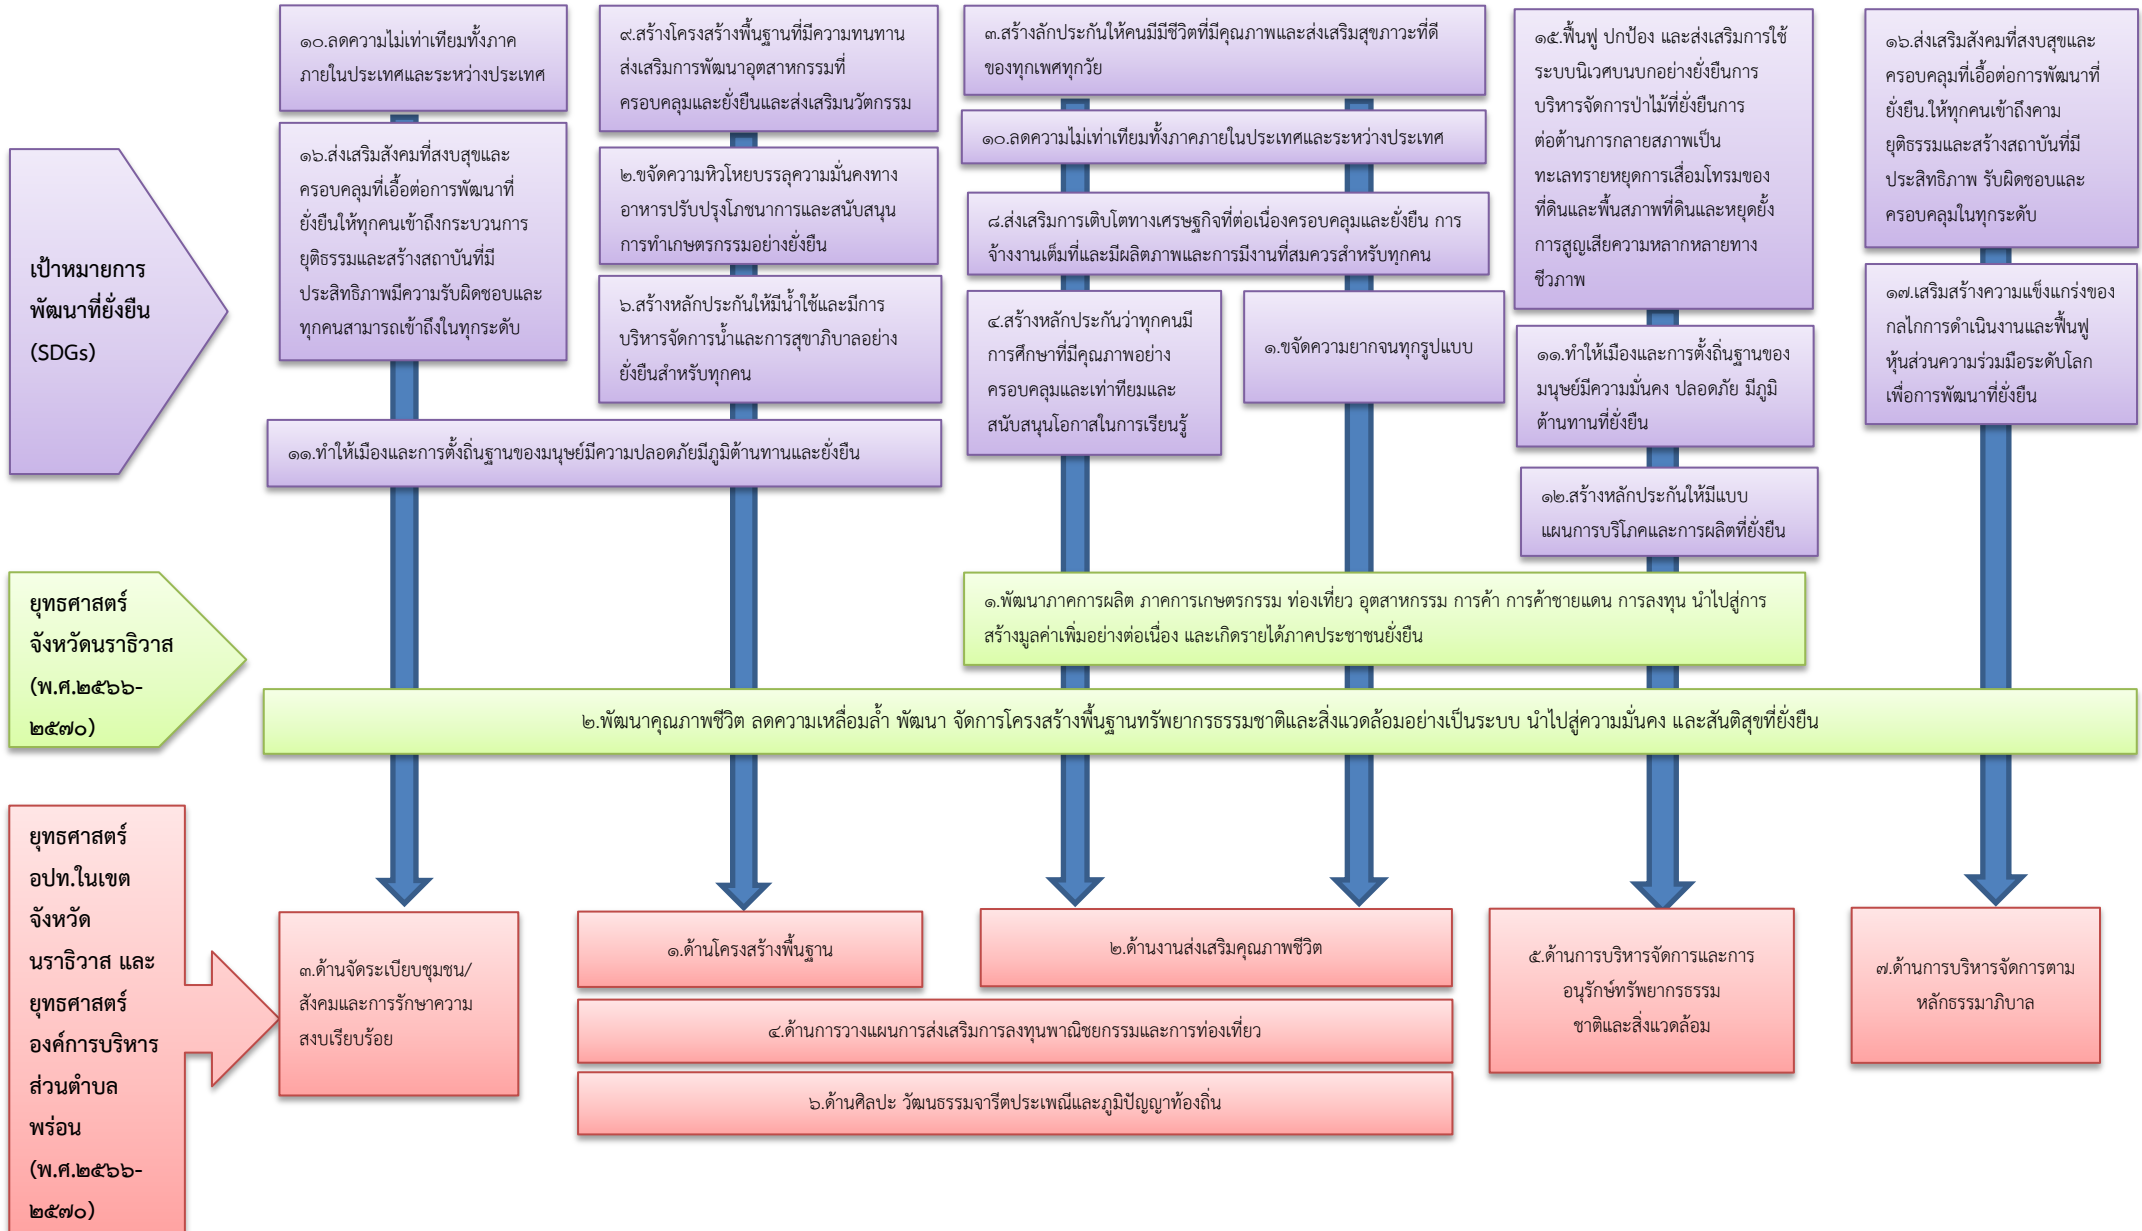 เป้าหมายการ
พัฒนาที่ยั่งยืน
(SDGs)
๑๐.ลดความไม่เท่าเทียมทั้งภาค
ภายในประเทศและระหว่างประเทศ
๑๖.ส่งเสริมสังคมที่สงบสุขและ
ครอบคลุมที่เอื้อต่อการพัฒนาที่
ยั่งยืนให้ทุกคนเข้าถึงกระบวนการ
ยุติธรรมและสร้างสถาบันที่มี
ประสิทธิภาพมีความรับผิดชอบและ
ทุกคนสามารถเข้าถึงในทุกระดับ
๙.สร้างโครงสร้างพื้นฐานที่มีความทนทาน
ส่งเสริมการพัฒนาอุตสาหกรรมที่
ครอบคลุมและยั่งยืนและส่งเสริมนวัตกรรม
๒.ขจัดความหิวโหยบรรลุความมั่นคงทาง
อาหารปรับปรุงโภชนาการและสนับสนุน
การทำเกษตรกรรมอย่างยั่งยืน
๖.สร้างหลักประกันให้มีน้ำใช้และมีการ
บริหารจัดการน้ำและการสุขาภิบาลอย่าง
ยั่งยืนสำหรับทุกคน
๑๑.ทำให้เมืองและการตั้งถิ่นฐานของมนุษย์มีความปลอดภัยมีภูมิต้านทานและยั่งยืน
๓.สร้างลักประกันให้คนมีมีชีวิตที่มีคุณภาพและส่งเสริมสุขภาวะที่ดี
ของทุกเพศทุกวัย
๑๐.ลดความไม่เท่าเทียมทั้งภาคภายในประเทศและระหว่างประเทศ
๘.ส่งเสริมการเติบโตทางเศรษฐกิจที่ต่อเนื่องครอบคลุมและยั่งยืน การ
จ้างงานเต็มที่และมีผลิตภาพและการมีงานที่สมควรสำหรับทุกคน
๔.สร้างหลักประกันว่าทุกคนมี
การศึกษาที่มีคุณภาพอย่าง
ครอบคลุมและเท่าทียมและ
สนับสนุนโอกาสในการเรียนรู้
๑.ขจัดความยากจนทุกรูปแบบ
๑๕.ฟื้นฟู ปกป้อง และส่งเสริมการใช้
ระบบนิเวศบนบกอย่างยั่งยืนการ
บริหารจัดการป่าไม้ที่ยั่งยืนการ
ต่อต้านการกลายสภาพเป็น
ทะเลทรายหยุดการเสื่อมโทรมของ
ที่ดินและพื้นสภาพที่ดินและหยุดยั้ง
การสูญเสียความหลากหลายทาง
ชีวภาพ
๑๑.ทำให้เมืองและการตั้งถิ่นฐานของ
มนุษย์มีความมั่นคง ปลอดภัย มีภูมิ
ต้านทานที่ยั่งยืน
๑๒.สร้างหลักประกันให้มีแบบ
แผนการบริโภคและการผลิตที่ยั่งยืน
๑๖.ส่งเสริมสังคมที่สงบสุขและ
ครอบคลุมที่เอื้อต่อการพัฒนาที่
ยั่งยืน.ให้ทุกคนเข้าถึงคาม
ยุติธรรมและสร้างสถาบันที่มี
ประสิทธิภาพ รับผิดชอบและ
ครอบคลุมในทุกระดับ
๑๗.เสริมสร้างความแข็งแกร่งของ
กลไกการดำเนินงานและฟื้นฟู
หุ้นส่วนความร่วมมือระดับโลก
เพื่อการพัฒนาที่ยั่งยืน
ยุทธศาสตร์
จังหวัดนราธิวาส
(พ.ศ.๒๕๖๖-
๒๕๗๐)
๑.พัฒนาภาคการผลิต ภาคการเกษตรกรรม ท่องเที่ยว อุตสาหกรรม การค้า การค้าชายแดน การลงทุน นำไปสู่การ
สร้างมูลค่าเพิ่มอย่างต่อเนื่อง และเกิดรายได้ภาคประชาชนยั่งยืน
๒.พัฒนาคุณภาพชีวิต ลดความเหลื่อมล้ำ พัฒนา จัดการโครงสร้างพื้นฐานทรัพยากรธรรมชาติและสิ่งแวดล้อมอย่างเป็นระบบ นำไปสู่ความมั่นคง และสันติสุขที่ยั่งยืน
ยุทธศาสตร์
อปท.ในเขต
จังหวัด
นราธิวาส และ
ยุทธศาสตร์
องค์การบริหาร
ส่วนตำบล
พร่อน
(พ.ศ.๒๕๖๖-
๒๕๗๐)
๓.ด้านจัดระเบียบชุมชน/
สังคมและการรักษาความ
สงบเรียบร้อย
๑.ด้านโครงสร้างพื้นฐาน
๒.ด้านงานส่งเสริมคุณภาพชีวิต
๔.ด้านการวางแผนการส่งเสริมการลงทุนพาณิชยกรรมและการท่องเที่ยว
๖.ด้านศิลปะ วัฒนธรรมจารีตประเพณีและภูมิปัญญาท้องถิ่น
๕.ด้านการบริหารจัดการและการ
อนุรักษ์ทรัพยากรธรรม
ชาติและสิ่งแวดล้อม
๗.ด้านการบริหารจัดการตาม
หลักธรรมาภิบาล